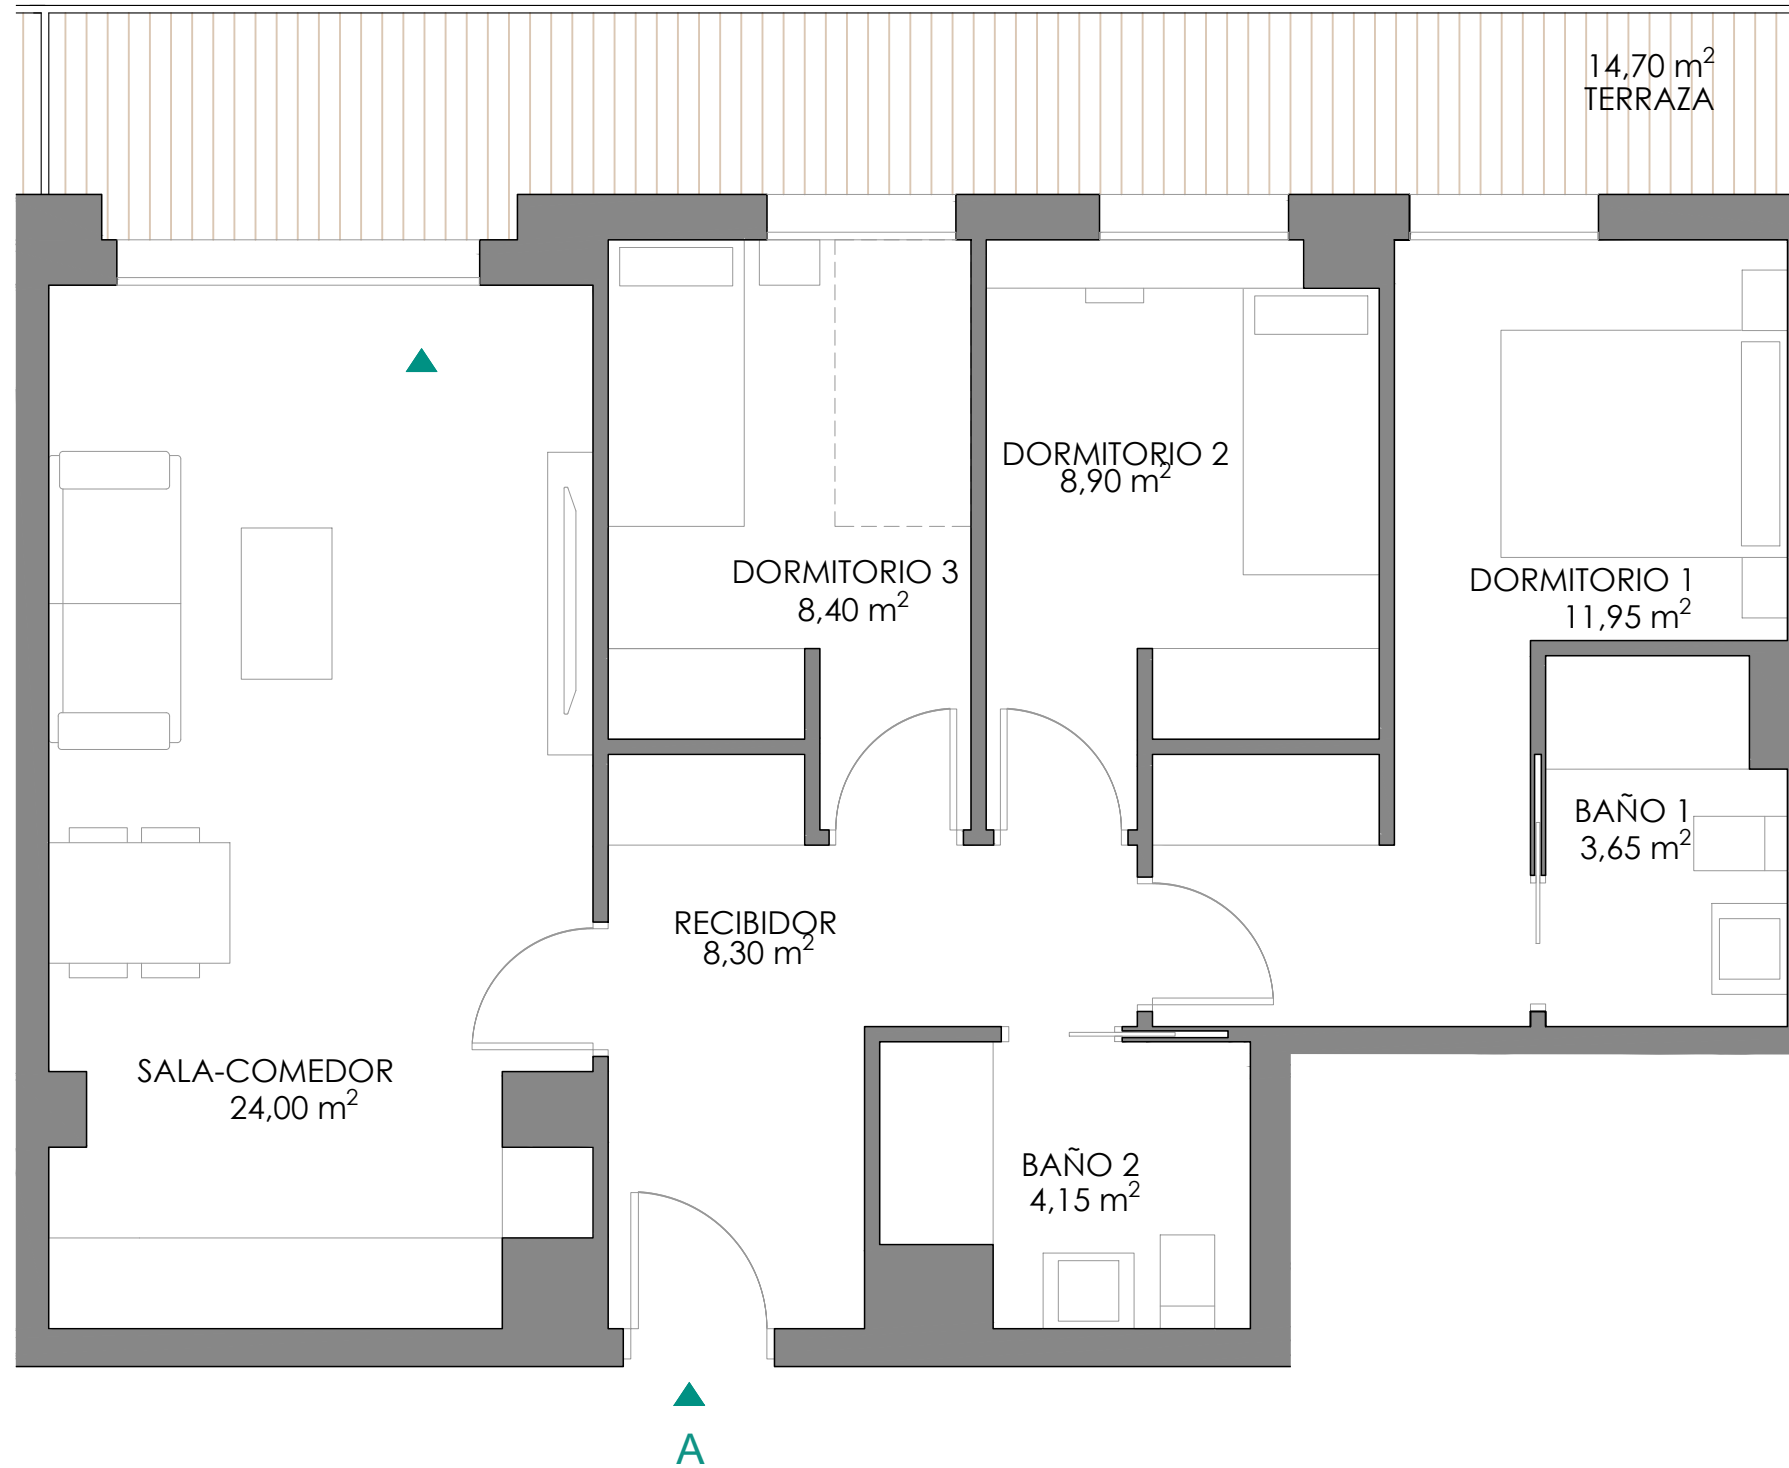 14,70 m²
TERRAZA
DORMITORIO 2
8,90 m²
DORMITORIO 3
8,40 m²
DORMITORIO 1
11,95 m²
BAÑO 1
3,65 m²
RECIBIDOR
8,30 m²
SALA-COMEDOR
24,00 m²
BAÑO 2
4,15 m²
A